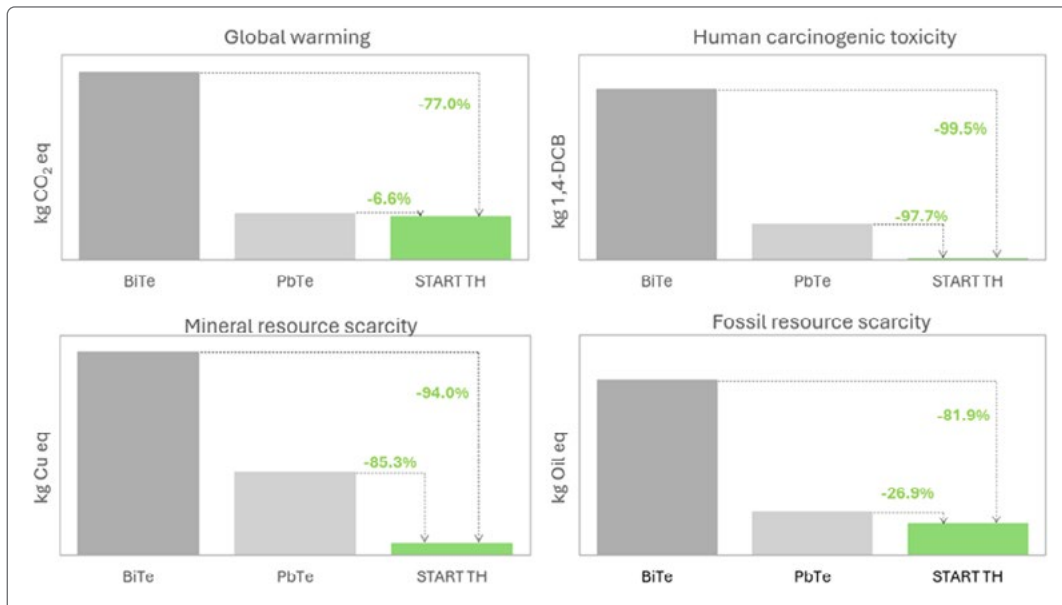 Global warming
kg CO₂ eq
-77.0%
-6.6%
BiTe
PbTe
START TH
Human carcinogenic toxicity
kg 1,4-DCB
-99.5%
-97.7%
BiTe
PbTe
START TH
Mineral resource scarcity
kg Cu eq
-94.0%
-85.3%
BiTe
PbTe
START TH
Fossil resource scarcity
kg Oil eq
-81.9%
-26.9%
BiTe
PbTe
START TH